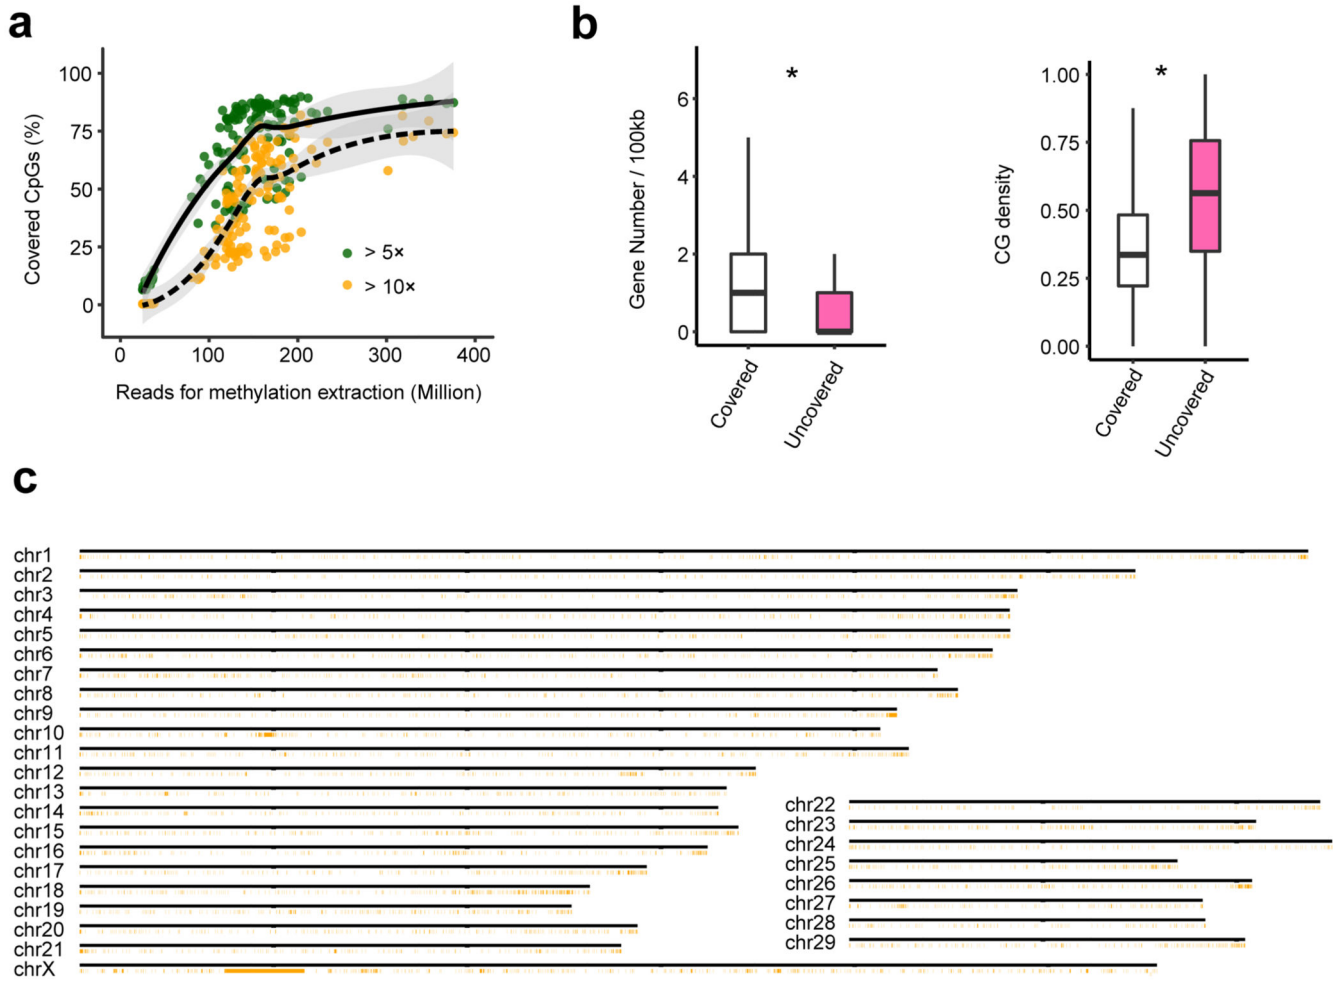 a
Covered CpGs (%)
100
75
50
25
0
> 5×
> 10×
0 100 200 300 400
Reads for methylation extraction (Million)
b
Gene Number / 100kb
6
4
2
0
*
Covered
Uncovered
CG density
1.00
0.75
0.50
0.25
0.00
*
Covered
Uncovered
c
chr1
chr2
chr3
chr4
chr5
chr6
chr7
chr8
chr9
chr10
chr11
chr12
chr13
chr14
chr15
chr16
chr17
chr18
chr19
chr20
chr21
chrX
chr22
chr23
chr24
chr25
chr26
chr27
chr28
chr29